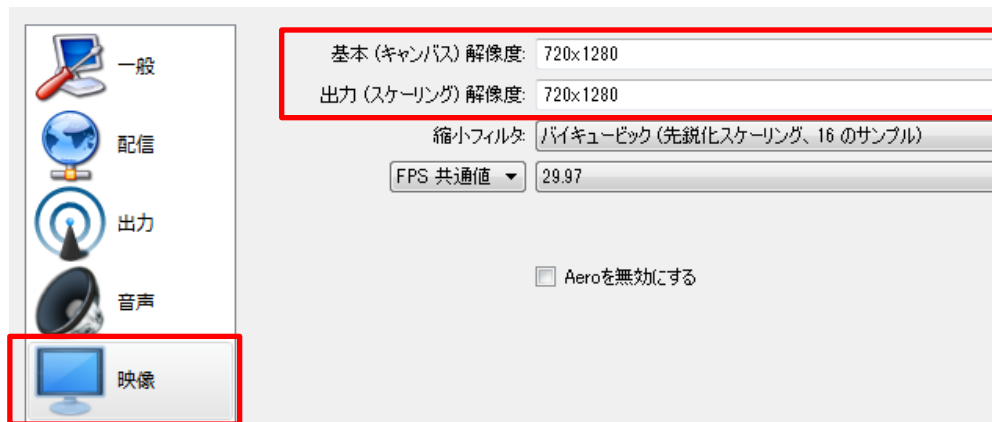 一般
配信
出力
音声
映像
基本 (キャンバス) 解像度: 720x1280
出力 (スケーリング) 解像度: 720x1280
縮小フィルタ: バイキュービック (先鋭化スケーリング、16 のサンプル)
FPS 共通値 29.97
Aeroを無効にする